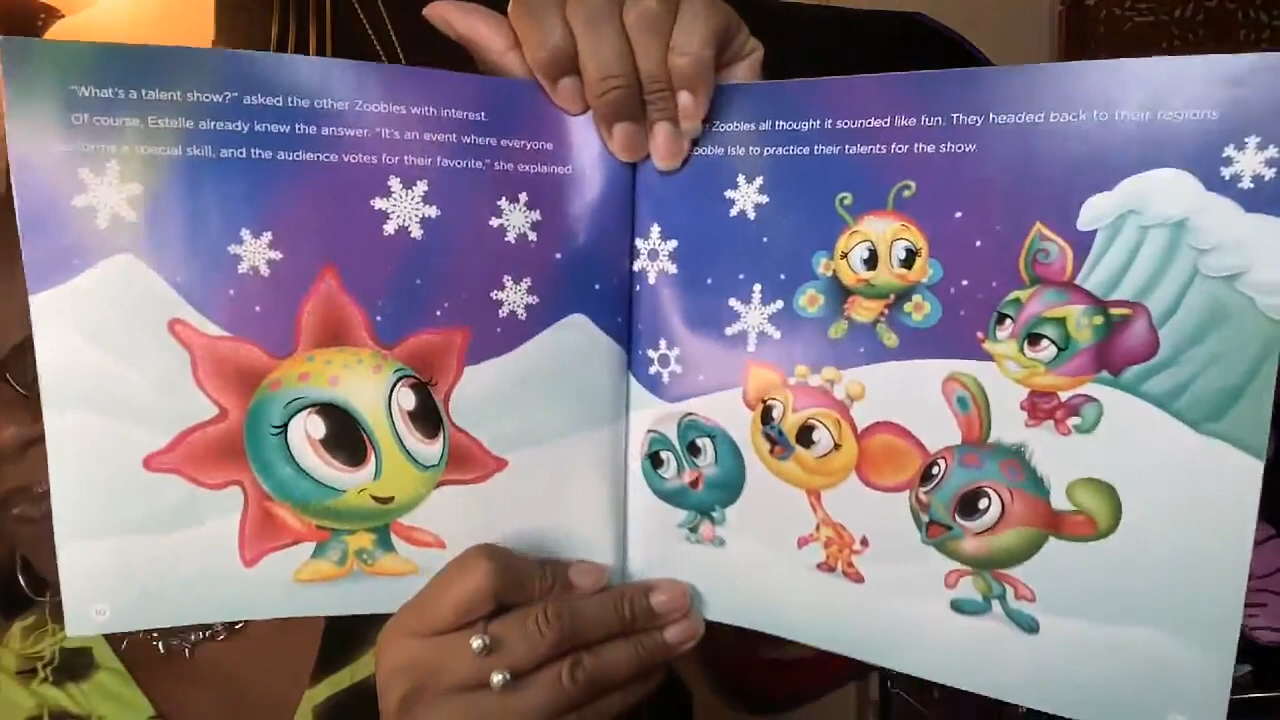 "What's a talent show?" asked the other Zoobles with interest.
Of course, Estelle already knew the answer. "It's an event where everyone
a special skill, and the audience votes for their favorite," she explained.
10
Zoobles all thought it sounded like fun. They headed back to their regions
Isle to practice their talents for the show.